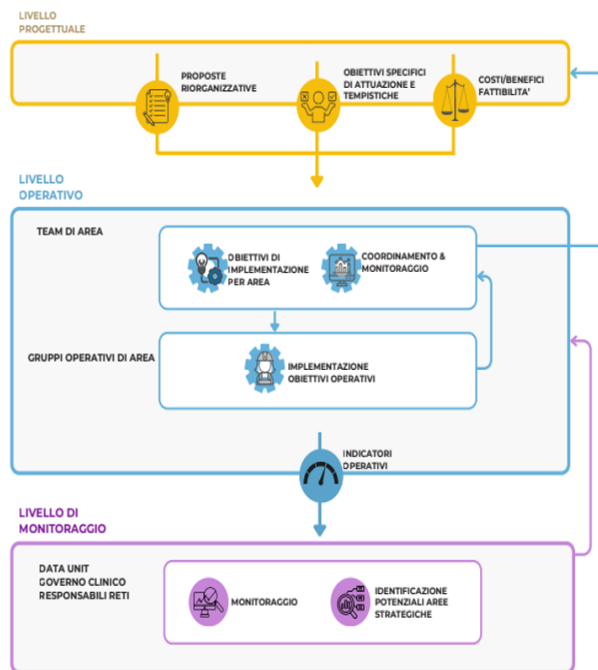 LIVELLO
PROGETTUALE
PROPOSTE
RIORGANIZZATIVE
OBIETTIVI SPECIFICI
DI ATTUAZIONE E
TEMPISTICHE
COSTI/BENEFICI
FATTIBILITA'
LIVELLO
OPERATIVO
TEAM DI AREA
OBIETTIVI DI
IMPLEMENTAZIONE
PER AREA
COORDINAMENTO &
MONITORAGGIO
GRUPPI OPERATIVI DI AREA
IMPLEMENTAZIONE
OBIETTIVI OPERATIVI
INDICATORI
OPERATIVI
LIVELLO DI
MONITORAGGIO
DATA UNIT
GOVERNO CLINICO
RESPONSABILI RETI
MONITORAGGIO
IDENTIFICAZIONE
POTENZIALI AREE
STRATEGICHE